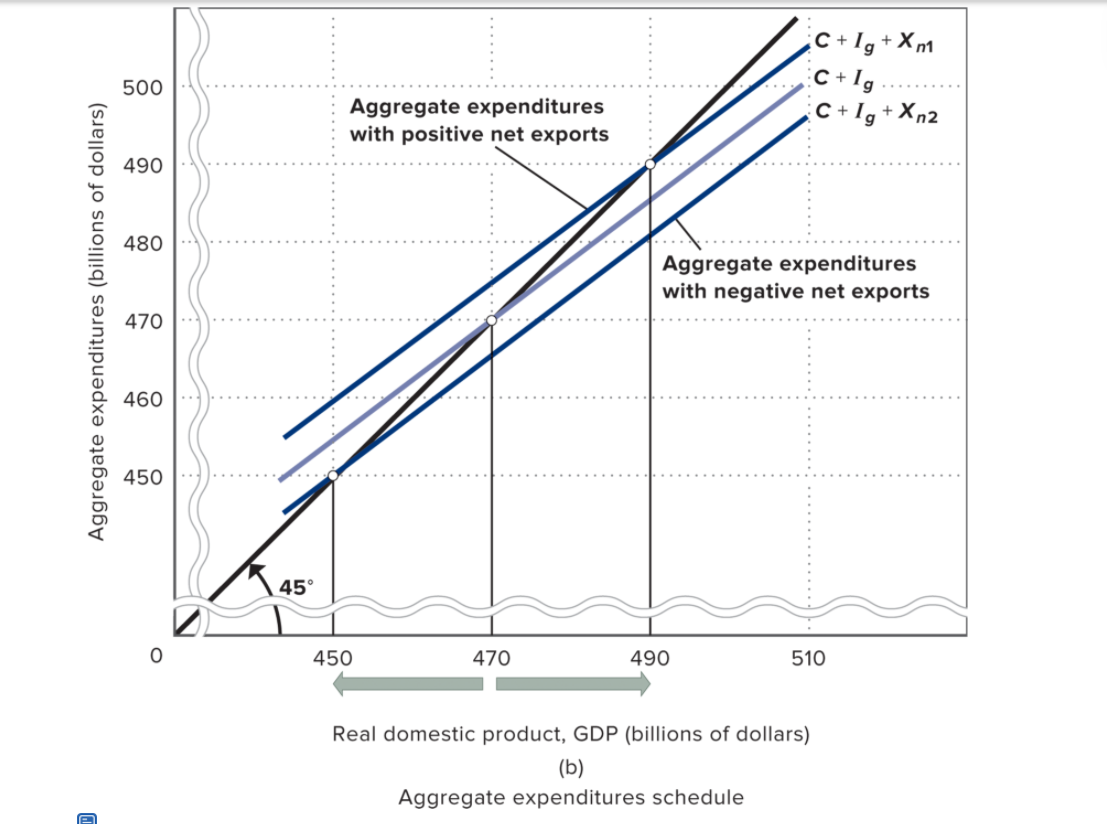 C + Ig + Xn1
C + Ig
C + Ig + Xn2
Aggregate expenditures
with positive net exports
Aggregate expenditures
with negative net exports
Aggregate expenditures (billions of dollars)
500
490
480
470
460
450
45°
0
450 470 490 510
Real domestic product, GDP (billions of dollars)
(b)
Aggregate expenditures schedule